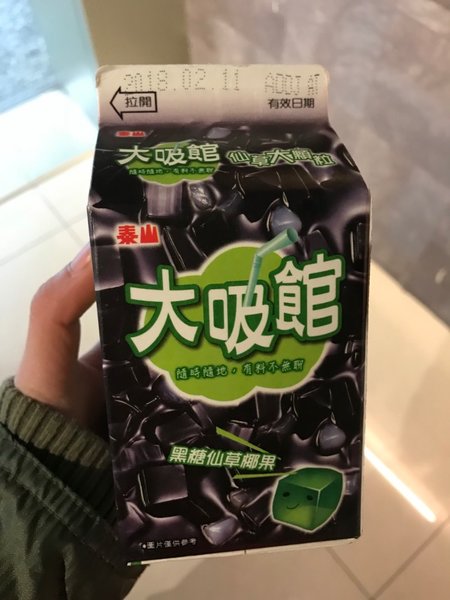 2018.02.11 ADDI AT
拉開
有效日期
泰山
大吸館 仙草大顆粒
隨時隨地,有料不無聊
泰山
大吸館
隨時隨地,有料不無聊
黑糖仙草椰果
●圖片僅供參考